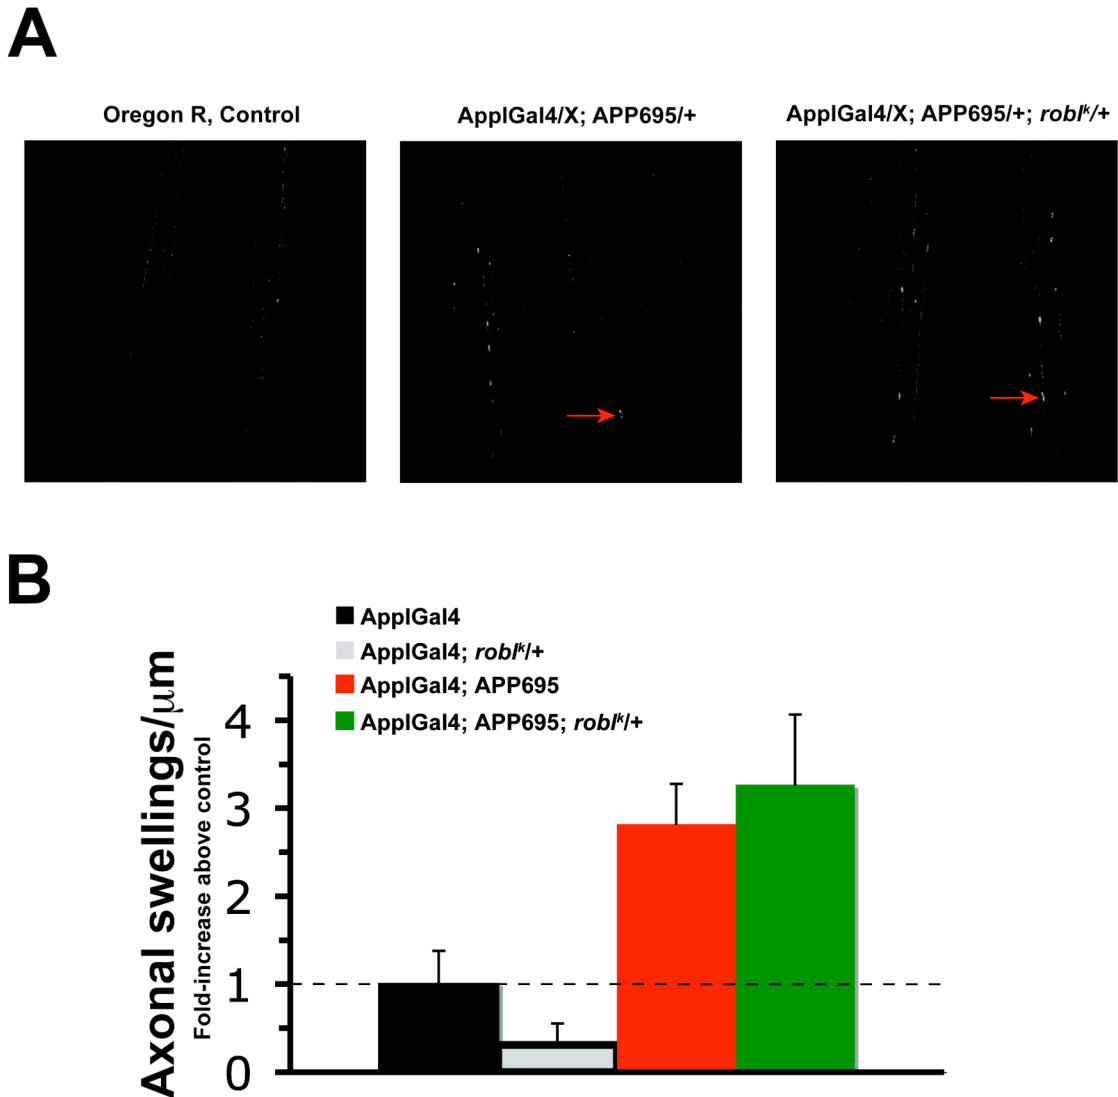 A
Oregon R, Control
ApplGal4/X; APP695/+
ApplGal4/X; APP695/+; roblᵏ/+
B
ApplGal4
ApplGal4; roblᵏ/+
ApplGal4; APP695
ApplGal4; APP695; roblᵏ/+
Axonal swellings/μm
Fold-increase above control
4
3
2
1
0